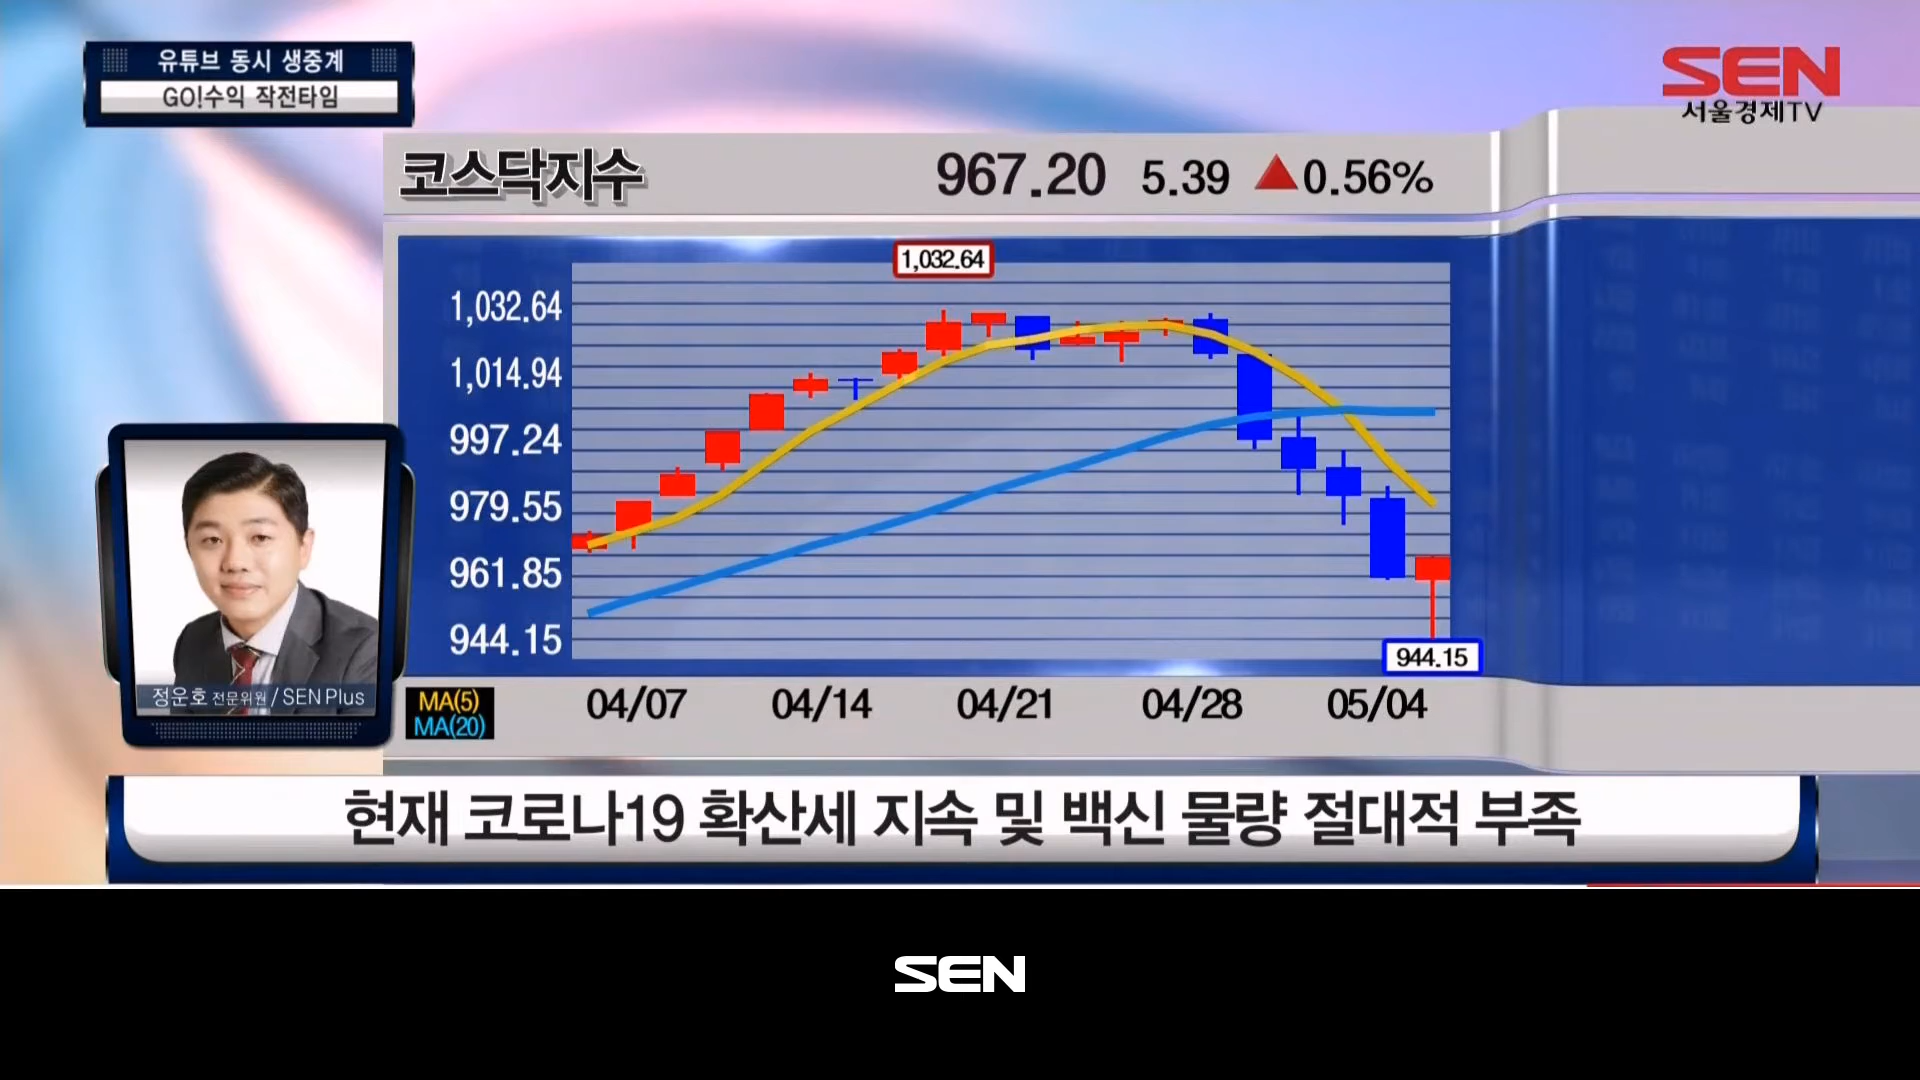 유튜브 동시 생중계
GO!수익 작전타임
SEN
서울경제TV
코스닥지수 967.20 5.39 ▲0.56%
1,032.64
1,032.64
1,014.94
997.24
979.55
961.85
944.15
944.15
정운호 전문위원 / SEN Plus
MA(5)
MA(20)
04/07 04/14 04/21 04/28 05/04
현재 코로나19 확산세 지속 및 백신 물량 절대적 부족
SEN